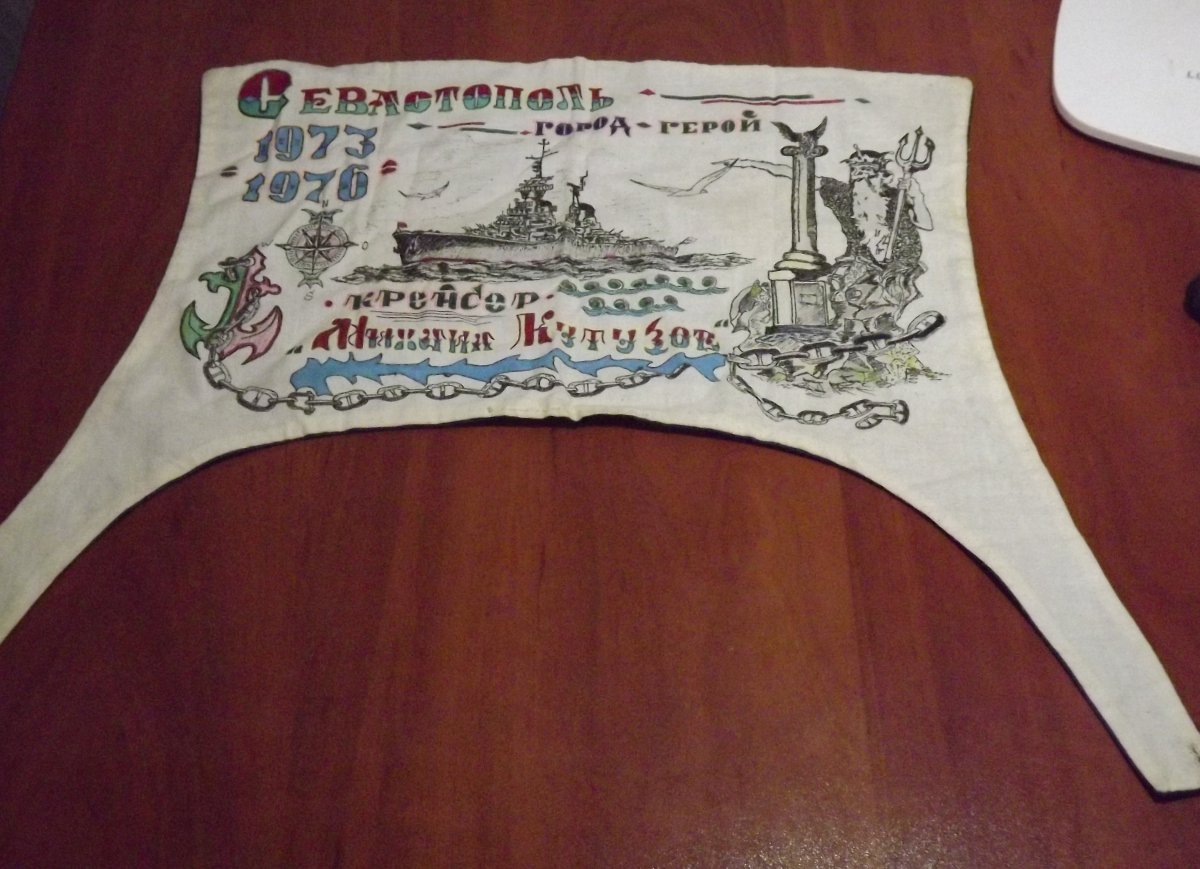 СЕВАСТОПОЛЬ
ГОРОД-ГЕРОЙ
1973
1976
N
O
S
КРЕЙСЕР
„Михаил Кутузов“